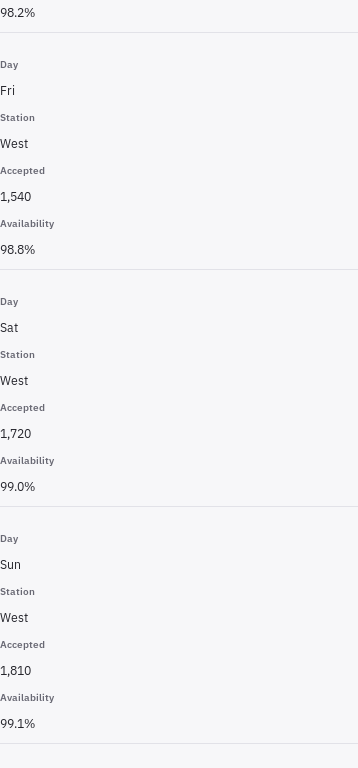 98.2%
Day
Fri
Station
West
Accepted
1,540
Availability
98.8%
Day
Sat
Station
West
Accepted
1,720
Availability
99.0%
Day
Sun
Station
West
Accepted
1,810
Availability
99.1%